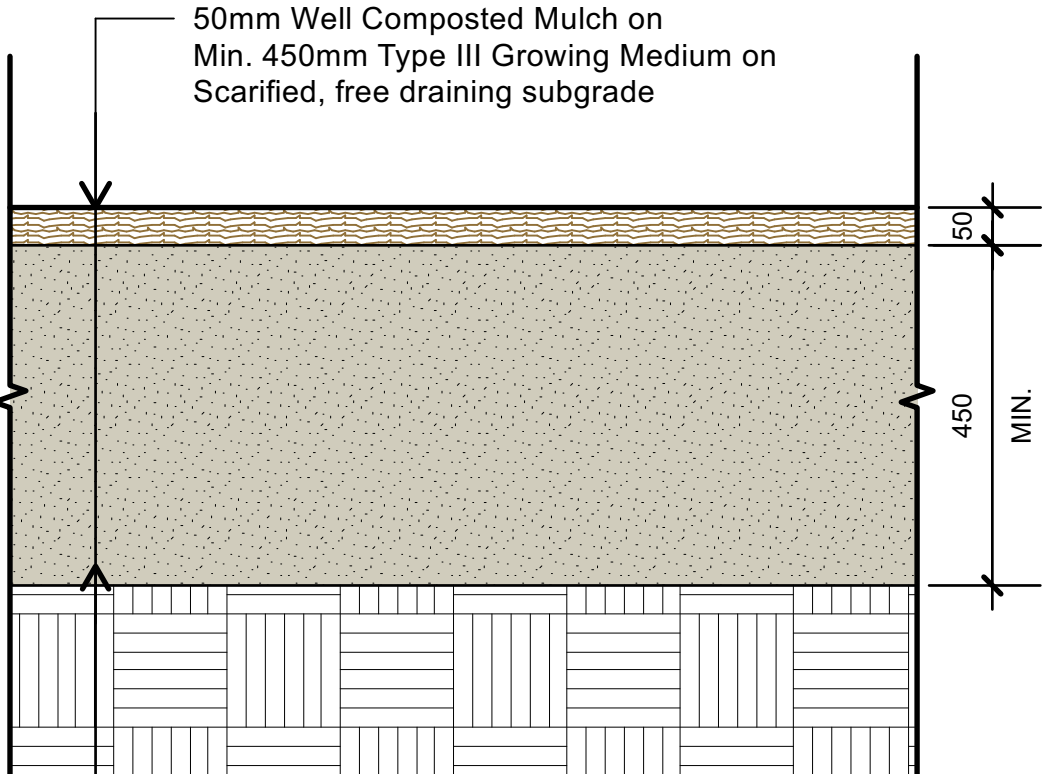 50mm Well Composted Mulch on
Min. 450mm Type III Growing Medium on
Scarified, free draining subgrade
50
450
MIN.